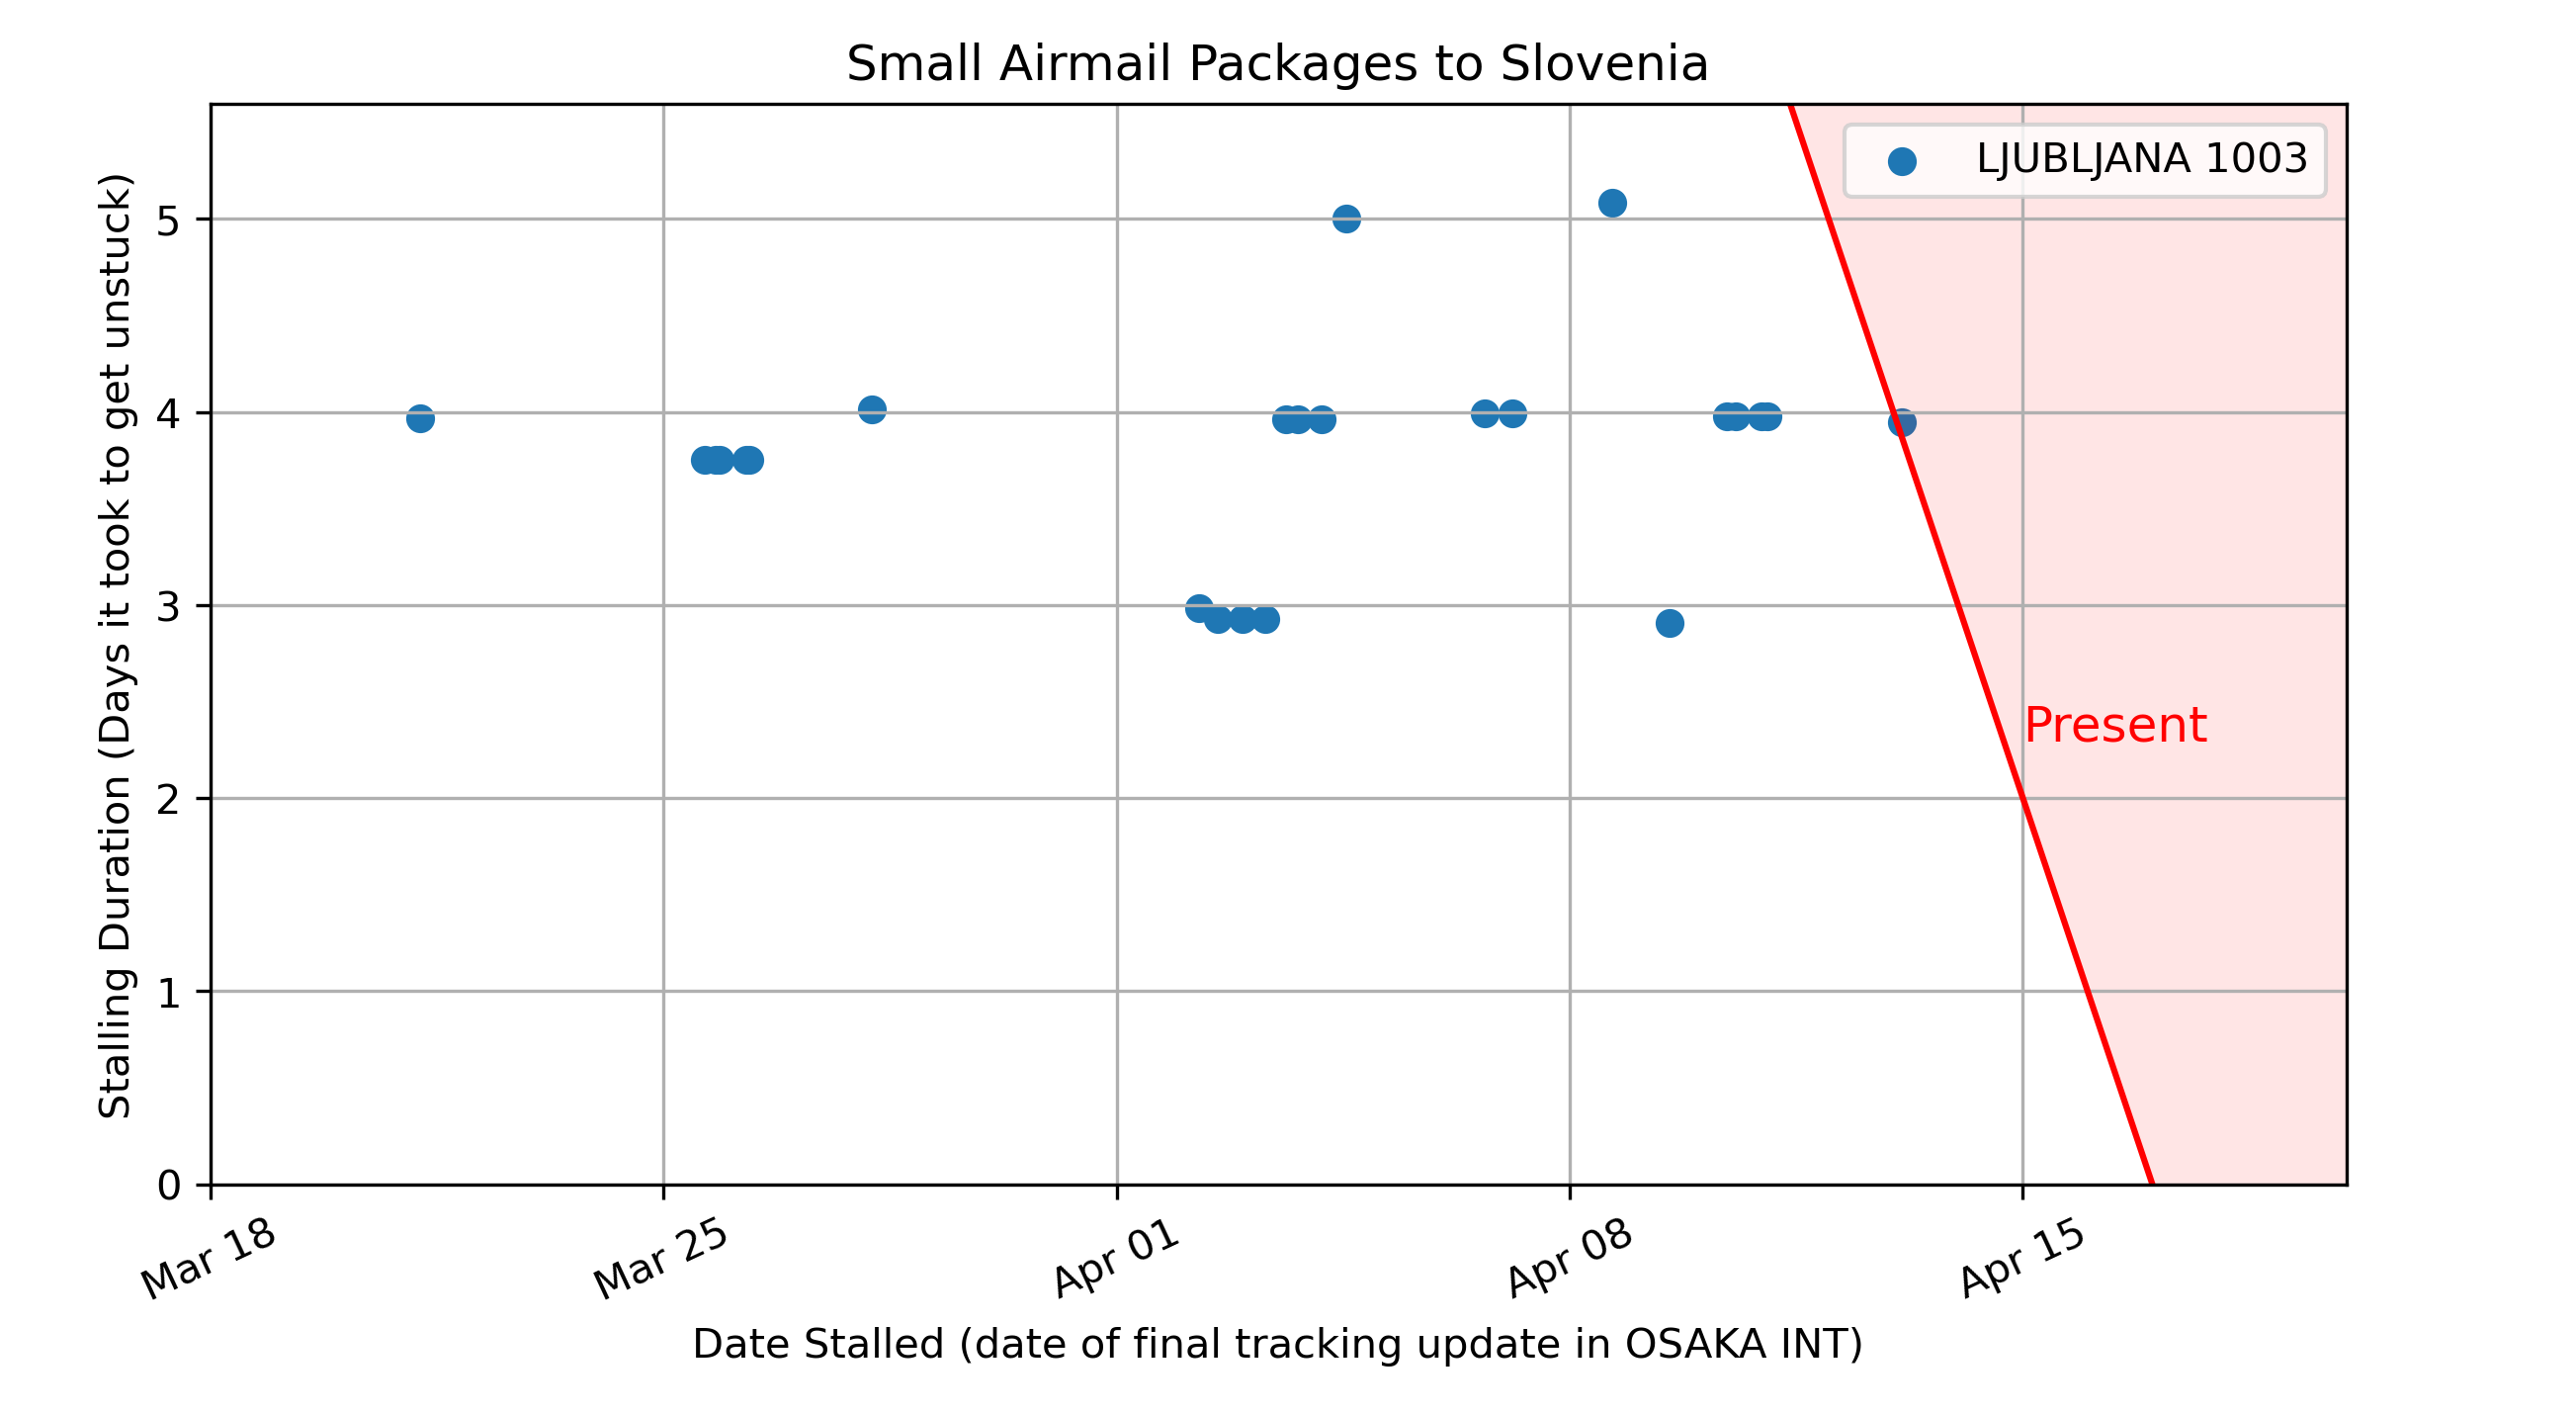 Small Airmail Packages to Slovenia
LJUBLJANA 1003
Stalling Duration (Days it took to get unstuck)
5
4
3
2
1
0
Present
Mar 18
Mar 25
Apr 01
Apr 08
Apr 15
Date Stalled (date of final tracking update in OSAKA INT)